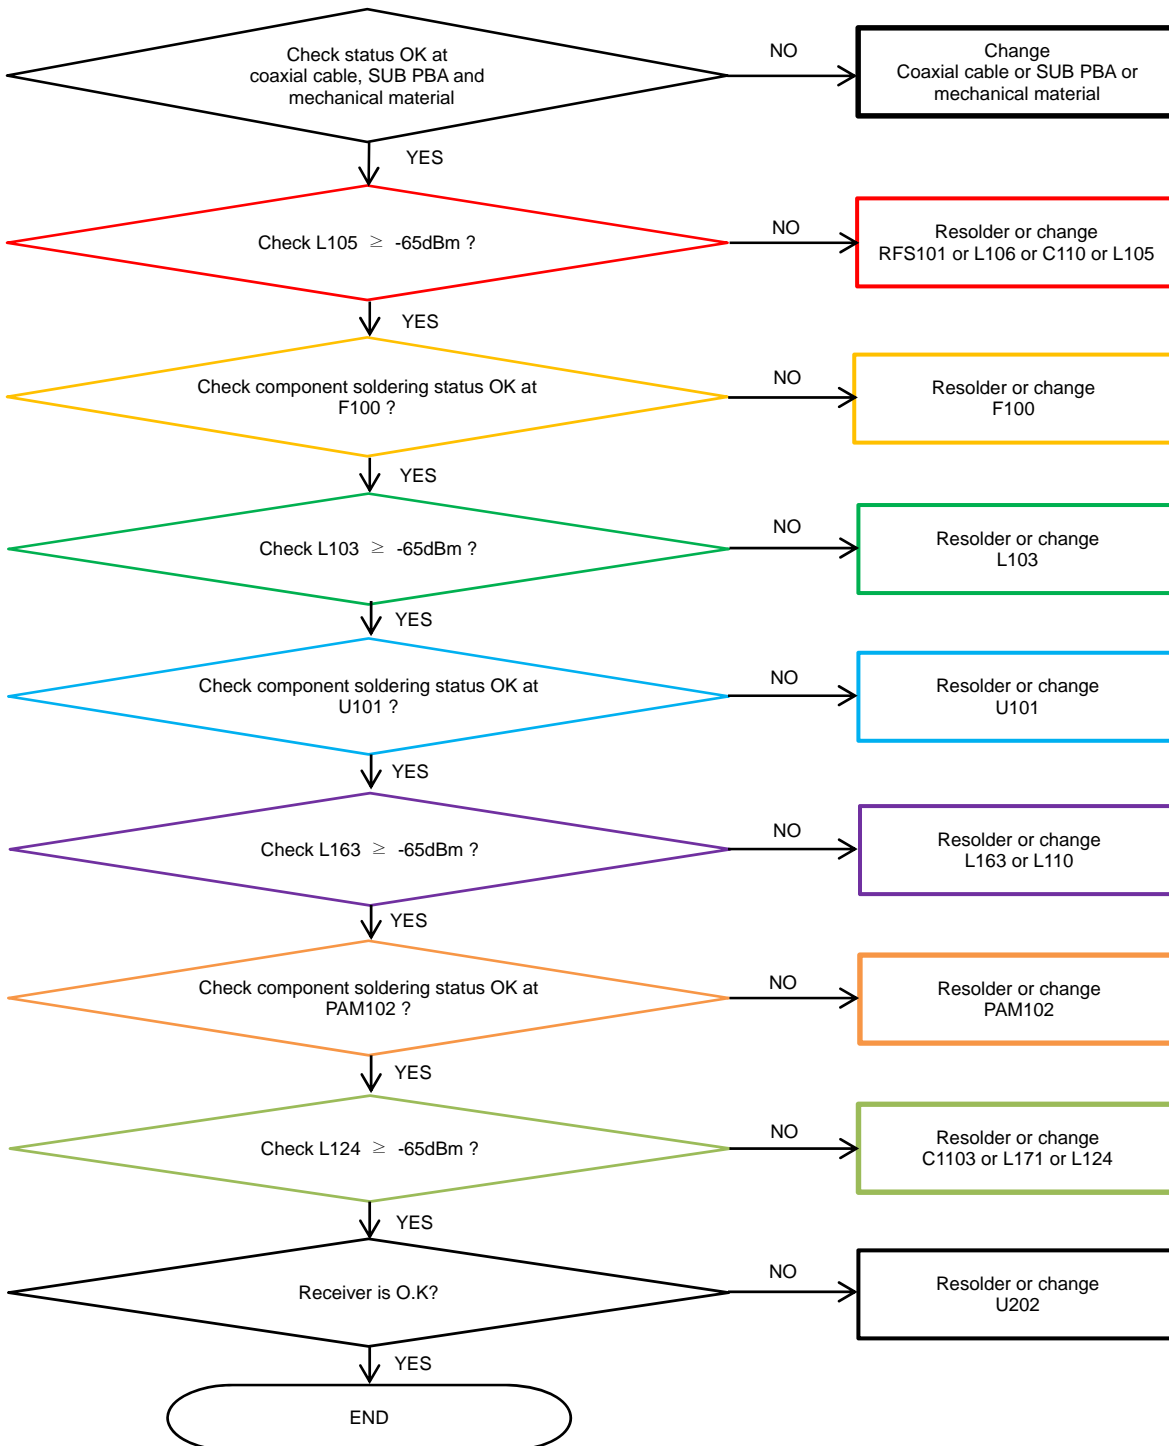 Check status OK at
coaxial cable, SUB PBA and
mechanical material
NO
Change
Coaxial cable or SUB PBA or
mechanical material
YES
Check L105 ≥ -65dBm ?
NO
Resolder or change
RFS101 or L106 or C110 or L105
YES
Check component soldering status OK at
F100 ?
NO
Resolder or change
F100
YES
Check L103 ≥ -65dBm ?
NO
Resolder or change
L103
YES
Check component soldering status OK at
U101 ?
NO
Resolder or change
U101
YES
Check L163 ≥ -65dBm ?
NO
Resolder or change
L163 or L110
YES
Check component soldering status OK at
PAM102 ?
NO
Resolder or change
PAM102
YES
Check L124 ≥ -65dBm ?
NO
Resolder or change
C1103 or L171 or L124
YES
Receiver is O.K?
NO
Resolder or change
U202
YES
END